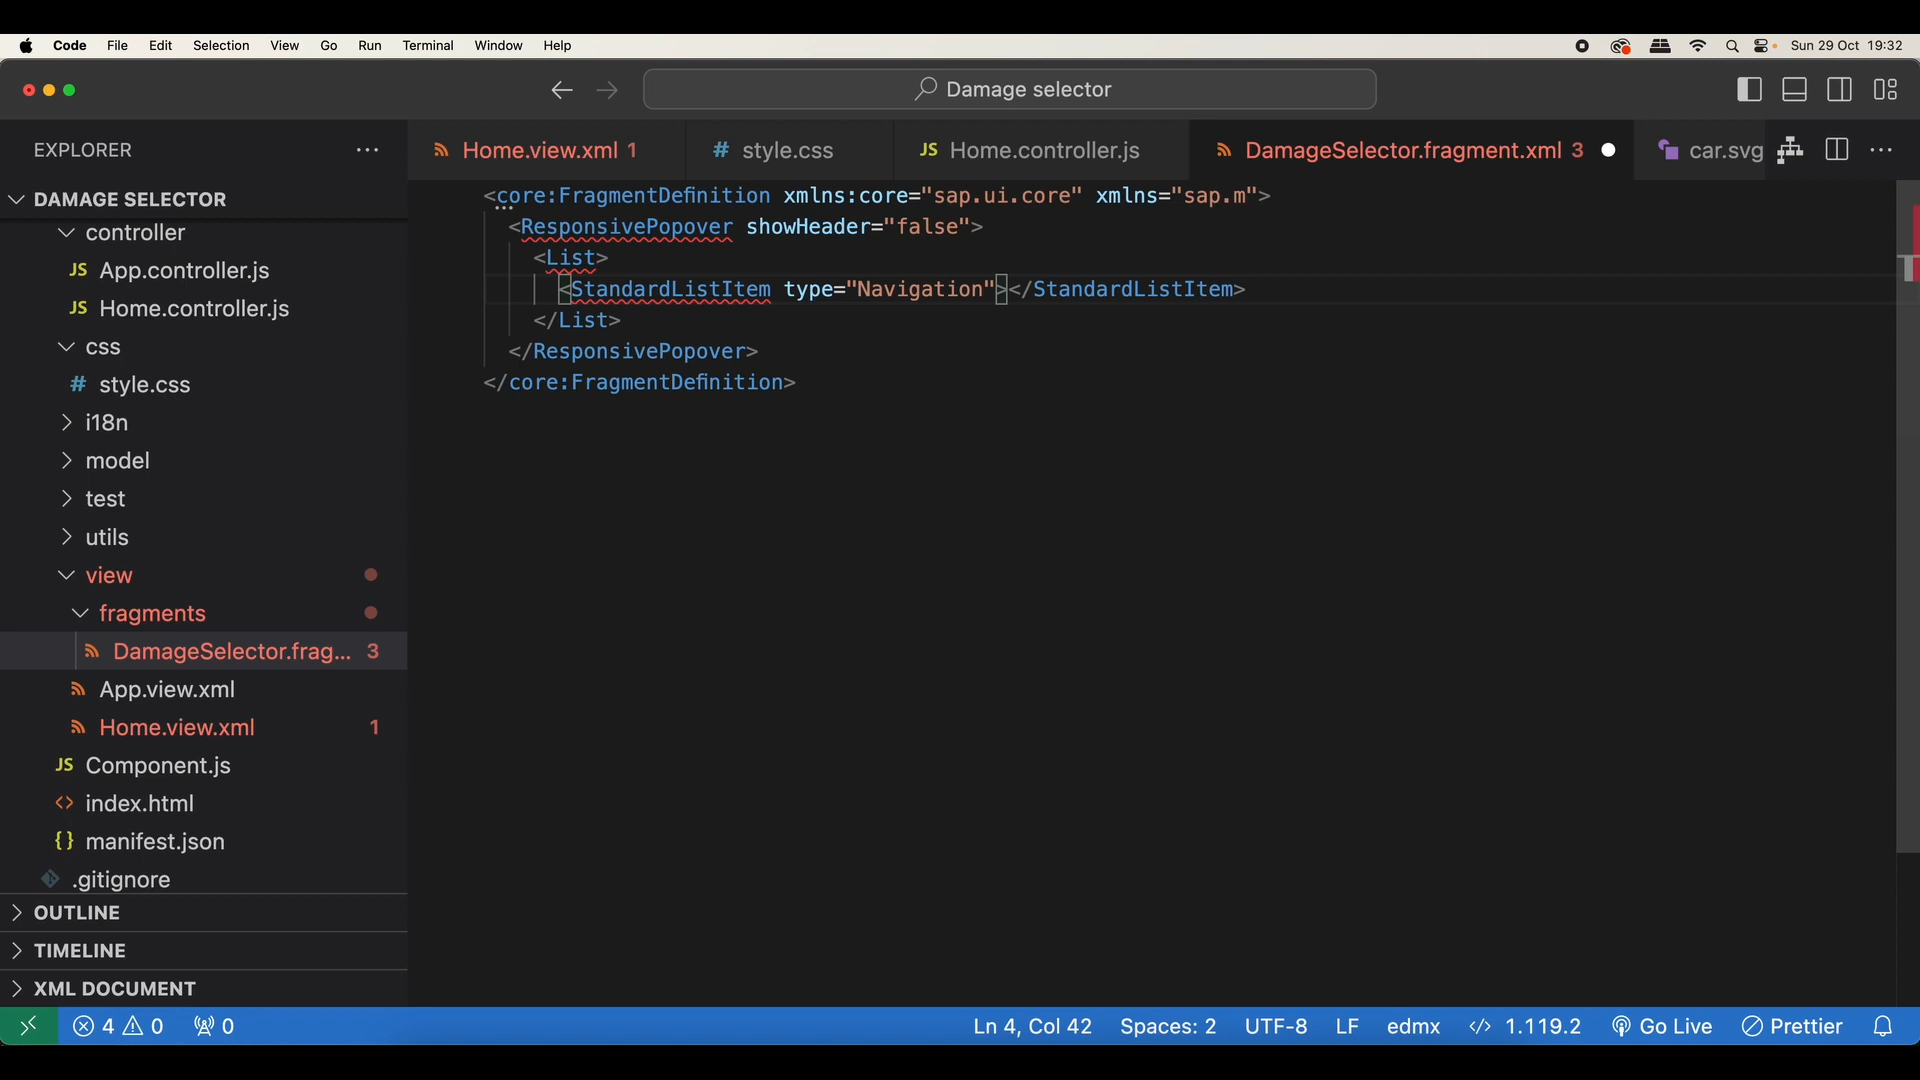 Code File Edit Selection View Go Run Terminal Window Help Sun 29 Oct 19:32
Damage selector
EXPLORER
Home.view.xml 1
# style.css
JS Home.controller.js
DamageSelector.fragment.xml 3
car.svg
DAMAGE SELECTOR
controller
JS App.controller.js
JS Home.controller.js
css
# style.css
i18n
model
test
utils
view
fragments
DamageSelector.frag... 3
App.view.xml
Home.view.xml 1
JS Component.js
<> index.html
{} manifest.json
.gitignore
OUTLINE
TIMELINE
XML DOCUMENT
<core:FragmentDefinition xmlns:core="sap.ui.core" xmlns="sap.m">
<ResponsivePopover showHeader="false">
<List>
<StandardListItem type="Navigation"></StandardListItem>
</List>
</ResponsivePopover>
</core:FragmentDefinition>
4 0 0 Ln 4, Col 42 Spaces: 2 UTF-8 LF edmx </> 1.119.2 Go Live Prettier